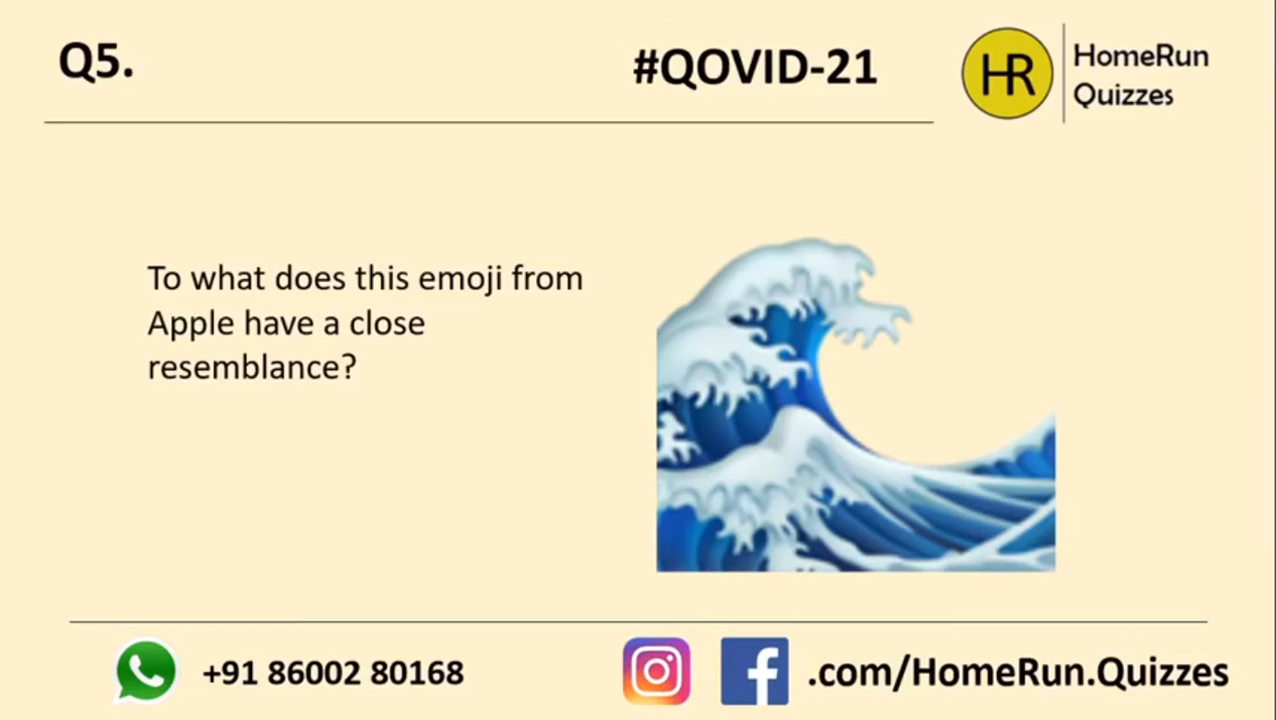 Q5.
#QOVID-21
HR
HomeRun
Quizzes
To what does this emoji from
Apple have a close
resemblance?
+91 86002 80168
f
.com/HomeRun.Quizzes